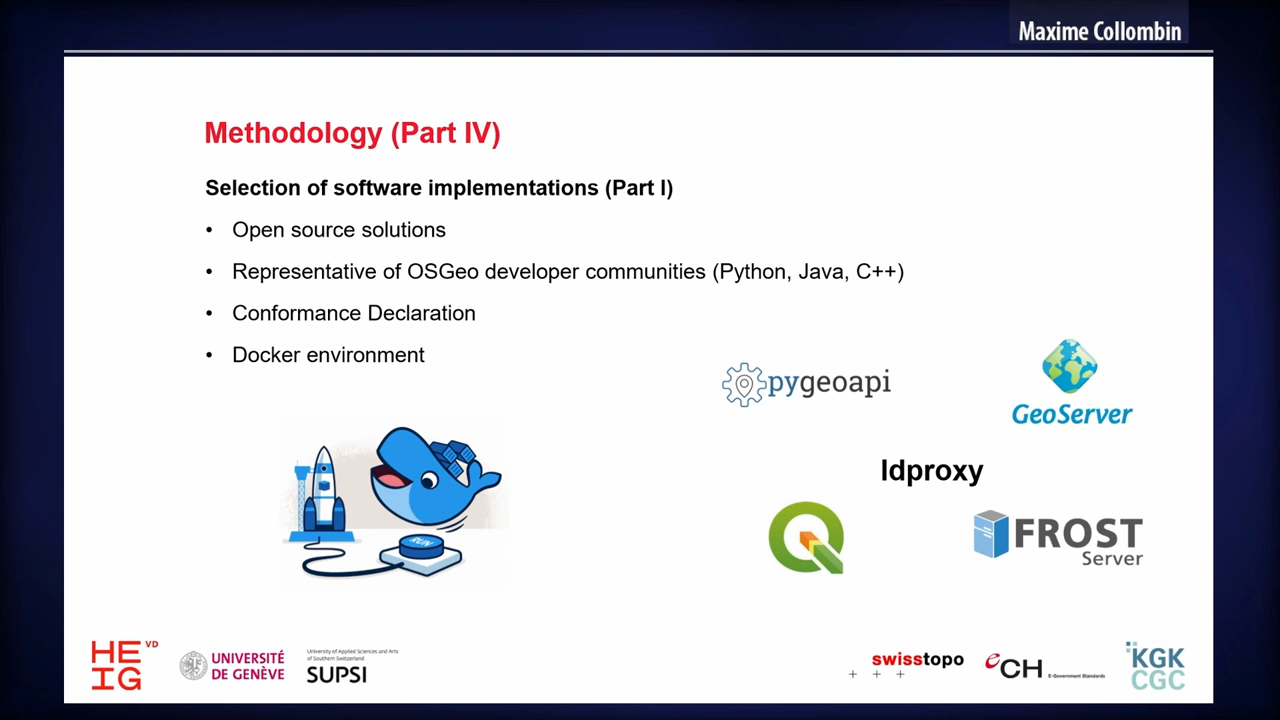 Maxime Collombin
Methodology (Part IV)
Selection of software implementations (Part I)
• Open source solutions
• Representative of OSGeo developer communities (Python, Java, C++)
• Conformance Declaration
• Docker environment
pygeoapi
GeoServer
ldproxy
FROST
Server
RUN
HE VD
IG
UNIVERSITÉ
DE GENÈVE
University of Applied Sciences and Arts
of Southern Switzerland
SUPSI
swisstopo
eCH E-Government Standards
KGK
CGC